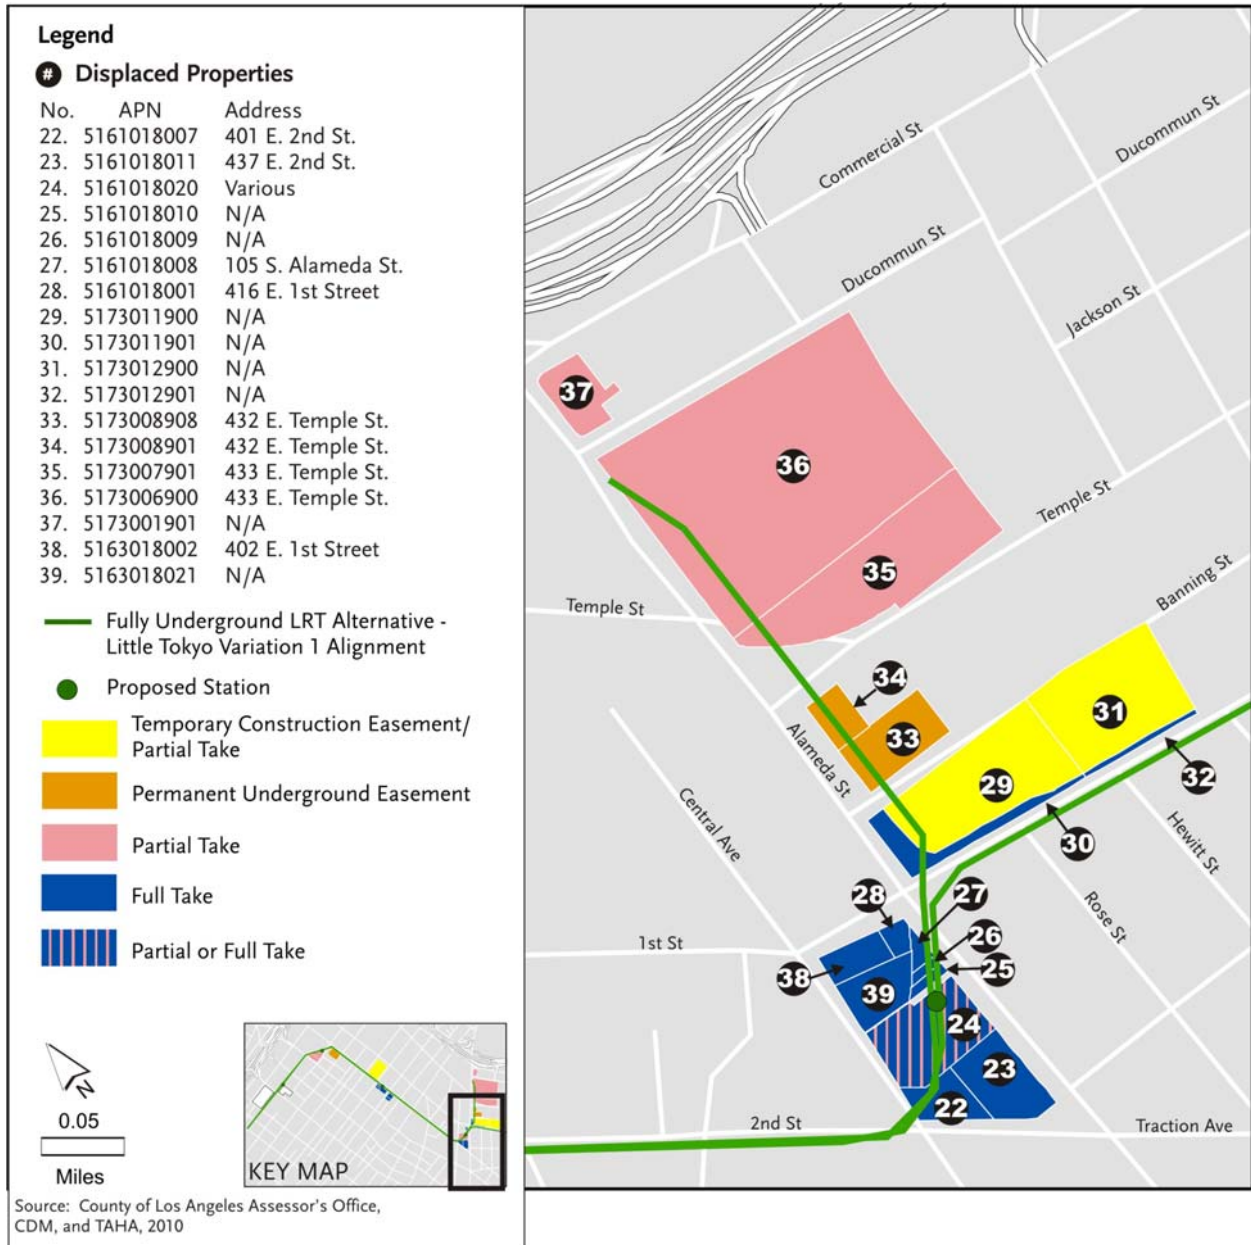 Legend
# Displaced Properties
No. APN Address
22. 5161018007 401 E. 2nd St.
23. 5161018011 437 E. 2nd St.
24. 5161018020 Various
25. 5161018010 N/A
26. 5161018009 N/A
27. 5161018008 105 S. Alameda St.
28. 5161018001 416 E. 1st Street
29. 5173011900 N/A
30. 5173011901 N/A
31. 5173012900 N/A
32. 5173012901 N/A
33. 5173008908 432 E. Temple St.
34. 5173008901 432 E. Temple St.
35. 5173007901 433 E. Temple St.
36. 5173006900 433 E. Temple St.
37. 5173001901 N/A
38. 5163018002 402 E. 1st Street
39. 5163018021 N/A
Fully Underground LRT Alternative -
Little Tokyo Variation 1 Alignment
Proposed Station
Temporary Construction Easement/
Partial Take
Permanent Underground Easement
Partial Take
Full Take
Partial or Full Take
N
0.05
Miles
KEY MAP
Source: County of Los Angeles Assessor's Office,
CDM, and TAHA, 2010
Commercial St
Ducommun St
Ducommun St
Jackson St
37
36
Temple St
35
Temple St
Banning St
34
33
31
Alameda St
29
32
Central Ave
30
Hewitt St
28
27
Rose St
26
1st St
25
38
39
24
23
22
2nd St
Traction Ave